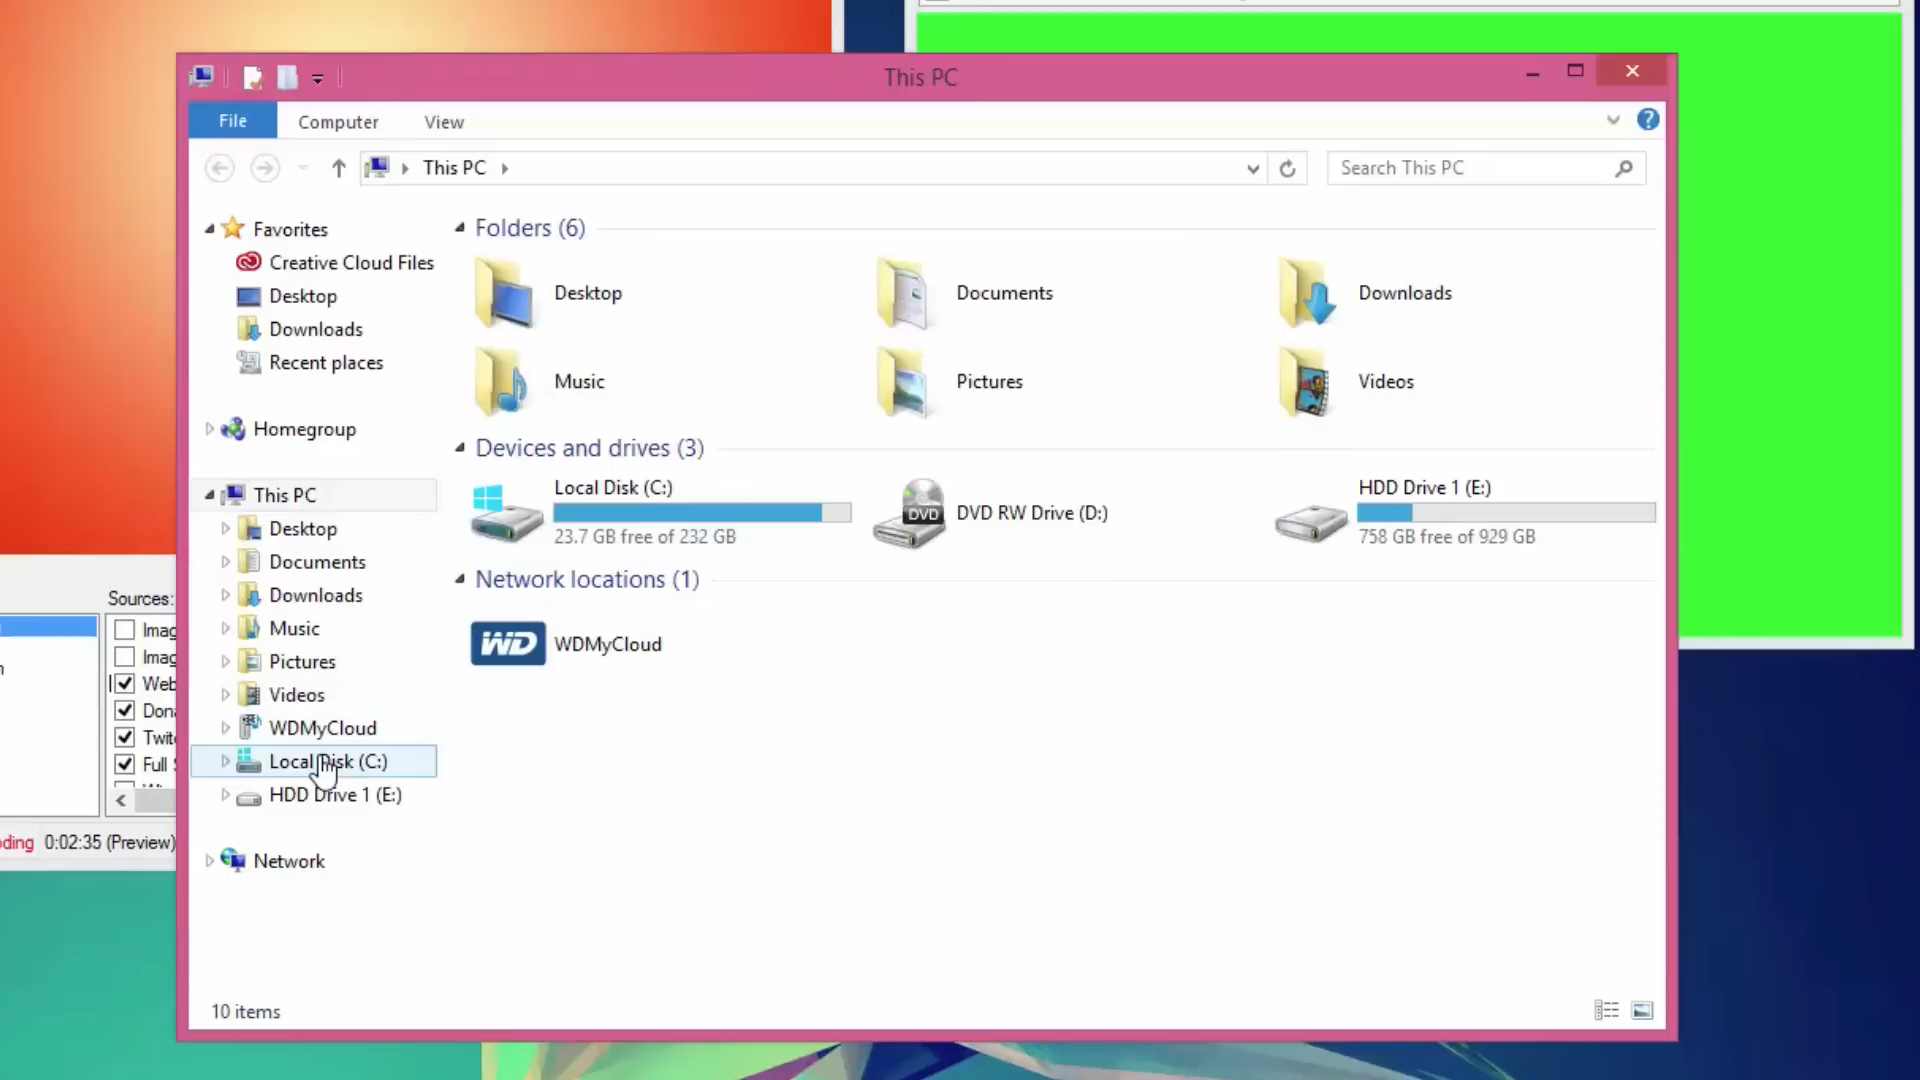 This PC
File
Computer
View
This PC
Search This PC
Favorites
Creative Cloud Files
Desktop
Downloads
Recent places
Homegroup
This PC
Desktop
Documents
Downloads
Music
Pictures
Videos
WDMyCloud
Local Disk (C:)
HDD Drive 1 (E:)
Network
Folders (6)
Desktop
Documents
Downloads
Music
Pictures
Videos
Devices and drives (3)
Local Disk (C:)
23.7 GB free of 232 GB
DVD
DVD RW Drive (D:)
HDD Drive 1 (E:)
758 GB free of 929 GB
Network locations (1)
WD
WDMyCloud
10 items
Sources:
Imag
Imag
Web
Dona
Twitc
Full S
oding 0:02:35 (Preview)